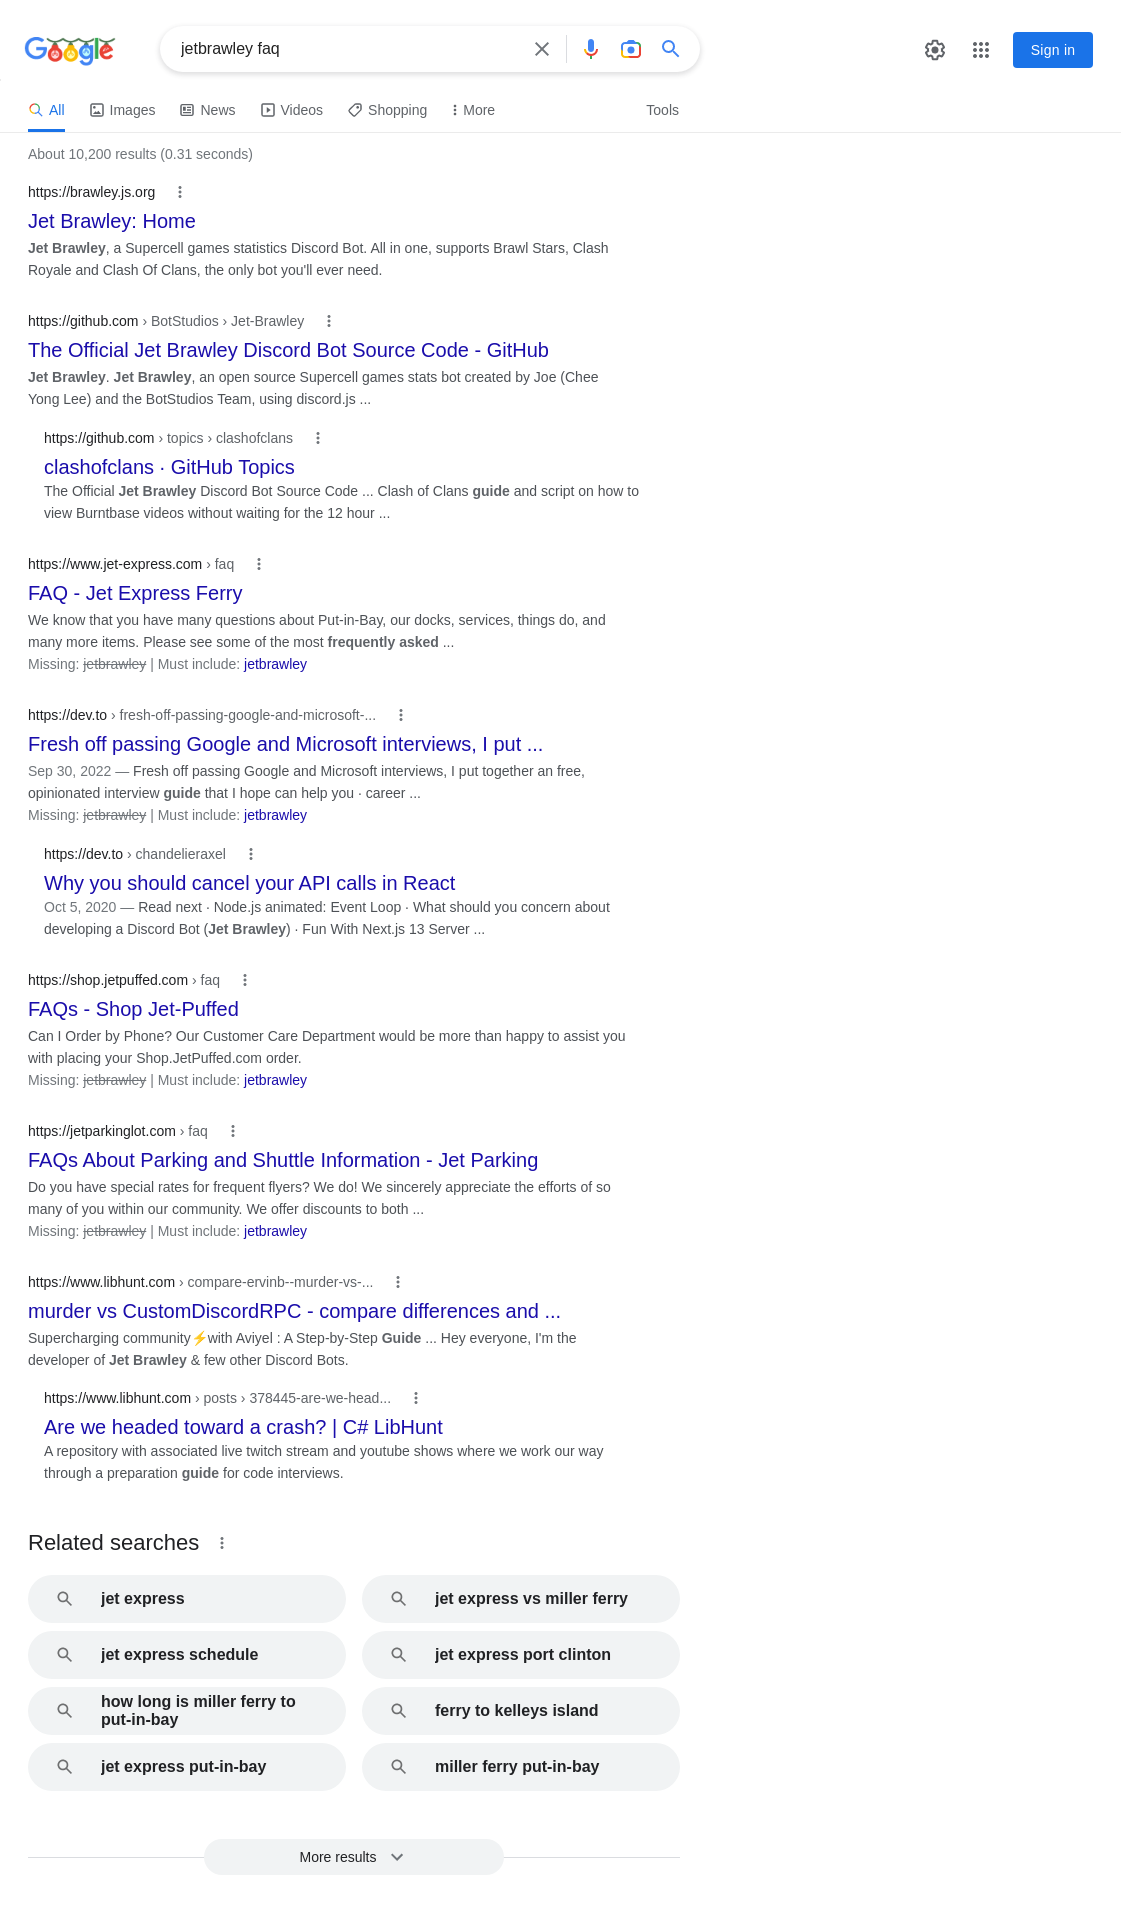 Google
jetbrawley faq
Sign in
All
Images
News
Videos
Shopping
More
Tools
About 10,200 results (0.31 seconds)
https://brawley.js.org
Jet Brawley: Home
Jet Brawley, a Supercell games statistics Discord Bot. All in one, supports Brawl Stars, Clash
Royale and Clash Of Clans, the only bot you'll ever need.
https://github.com › BotStudios › Jet-Brawley
The Official Jet Brawley Discord Bot Source Code - GitHub
Jet Brawley. Jet Brawley, an open source Supercell games stats bot created by Joe (Chee
Yong Lee) and the BotStudios Team, using discord.js ...
https://github.com › topics › clashofclans
clashofclans · GitHub Topics
The Official Jet Brawley Discord Bot Source Code ... Clash of Clans guide and script on how to
view Burntbase videos without waiting for the 12 hour ...
https://www.jet-express.com › faq
FAQ - Jet Express Ferry
We know that you have many questions about Put-in-Bay, our docks, services, things do, and
many more items. Please see some of the most frequently asked ...
Missing: jetbrawley | Must include: jetbrawley
https://dev.to › fresh-off-passing-google-and-microsoft-...
Fresh off passing Google and Microsoft interviews, I put ...
Sep 30, 2022 — Fresh off passing Google and Microsoft interviews, I put together an free,
opinionated interview guide that I hope can help you · career ...
Missing: jetbrawley | Must include: jetbrawley
https://dev.to › chandelieraxel
Why you should cancel your API calls in React
Oct 5, 2020 — Read next · Node.js animated: Event Loop · What should you concern about
developing a Discord Bot (Jet Brawley) · Fun With Next.js 13 Server ...
https://shop.jetpuffed.com › faq
FAQs - Shop Jet-Puffed
Can I Order by Phone? Our Customer Care Department would be more than happy to assist you
with placing your Shop.JetPuffed.com order.
Missing: jetbrawley | Must include: jetbrawley
https://jetparkinglot.com › faq
FAQs About Parking and Shuttle Information - Jet Parking
Do you have special rates for frequent flyers? We do! We sincerely appreciate the efforts of so
many of you within our community. We offer discounts to both ...
Missing: jetbrawley | Must include: jetbrawley
https://www.libhunt.com › compare-ervinb--murder-vs-...
murder vs CustomDiscordRPC - compare differences and ...
Supercharging community⚡with Aviyel : A Step-by-Step Guide ... Hey everyone, I'm the
developer of Jet Brawley & few other Discord Bots.
https://www.libhunt.com › posts › 378445-are-we-head...
Are we headed toward a crash? | C# LibHunt
A repository with associated live twitch stream and youtube shows where we work our way
through a preparation guide for code interviews.
Related searches
jet express
jet express vs miller ferry
jet express schedule
jet express port clinton
how long is miller ferry to
put-in-bay
ferry to kelleys island
jet express put-in-bay
miller ferry put-in-bay
More results